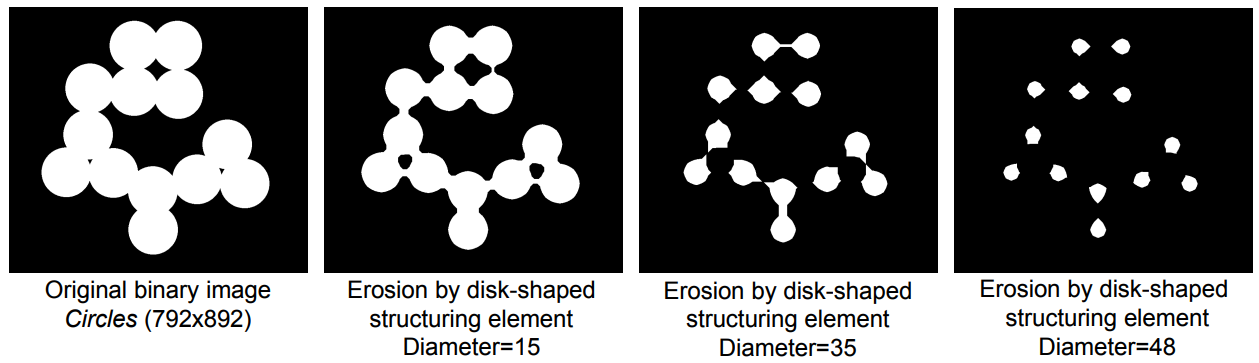 Original binary image
Circles (792x892)
Erosion by disk-shaped
structuring element
Diameter=15
Erosion by disk-shaped
structuring element
Diameter=35
Erosion by disk-shaped
structuring element
Diameter=48